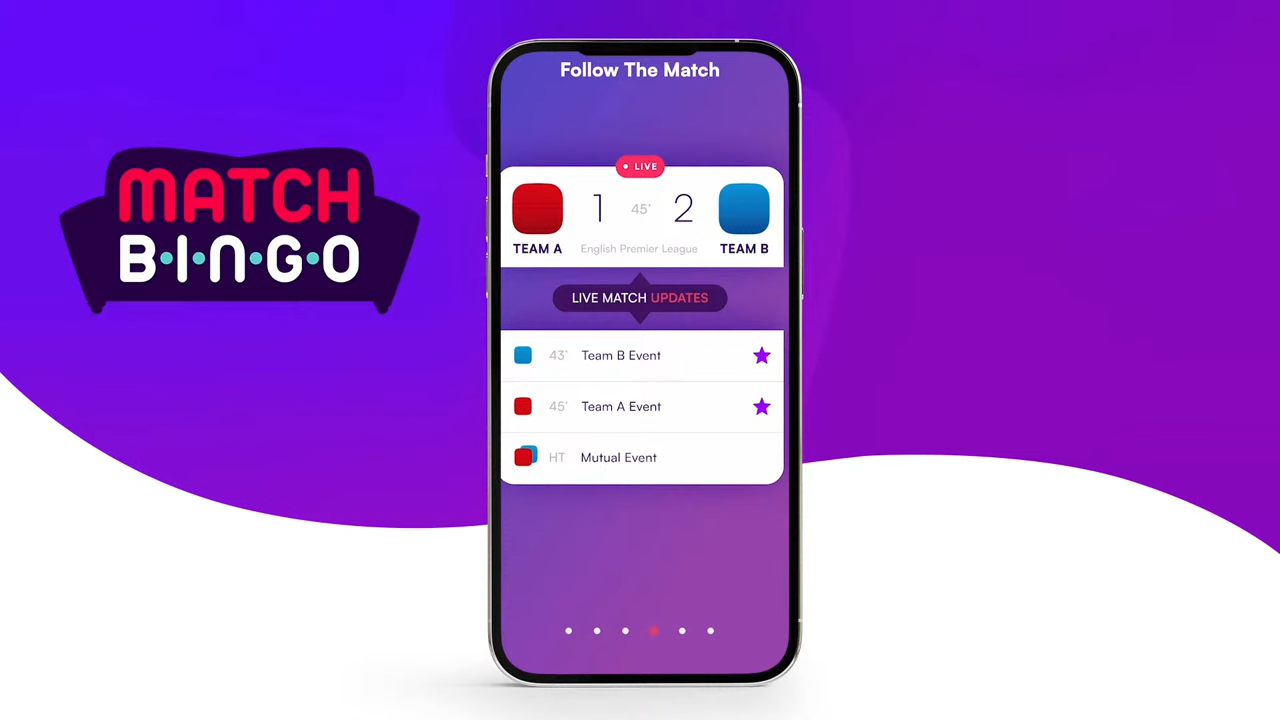 MATCH
B·I·N·G·O
Follow The Match
LIVE
1 45' 2
TEAM A English Premier League TEAM B
LIVE MATCH UPDATES
43' Team B Event
45' Team A Event
HT Mutual Event